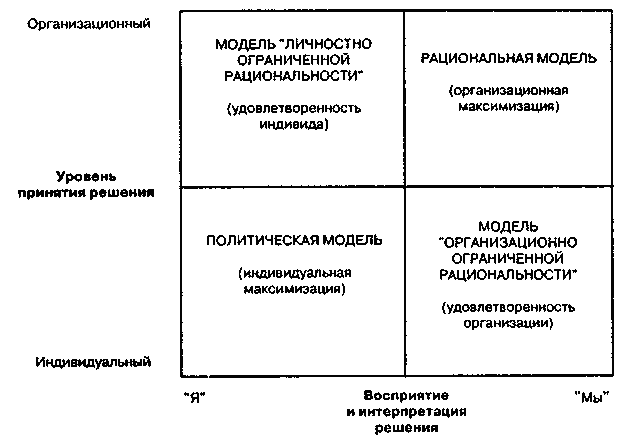 Организационный
МОДЕЛЬ "ЛИЧНОСТНО
ОГРАНИЧЕННОЙ
РАЦИОНАЛЬНОСТИ"
(удовлетворенность
индивида)
РАЦИОНАЛЬНАЯ МОДЕЛЬ
(организационная
максимизация)
Уровень
принятия решения
ПОЛИТИЧЕСКАЯ МОДЕЛЬ
(индивидуальная
максимизация)
МОДЕЛЬ
"ОРГАНИЗАЦИОННО
ОГРАНИЧЕННОЙ
РАЦИОНАЛЬНОСТИ"
(удовлетворенность
организации)
Индивидуальный
"Я"
Восприятие
и интерпретация
решения
"Мы"